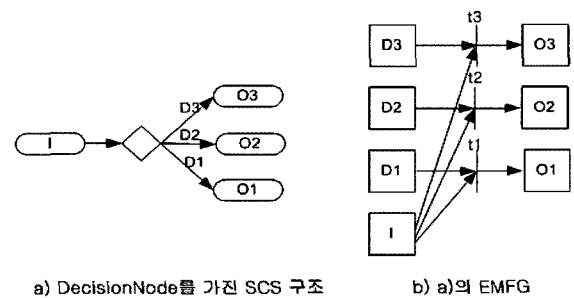 I
D3
D2
D1
O3
O2
O1
a) DecisionNode를 가진 SCS 구조
t3
D3
O3
t2
D2
O2
t1
D1
O1
I
b) a)의 EMFG